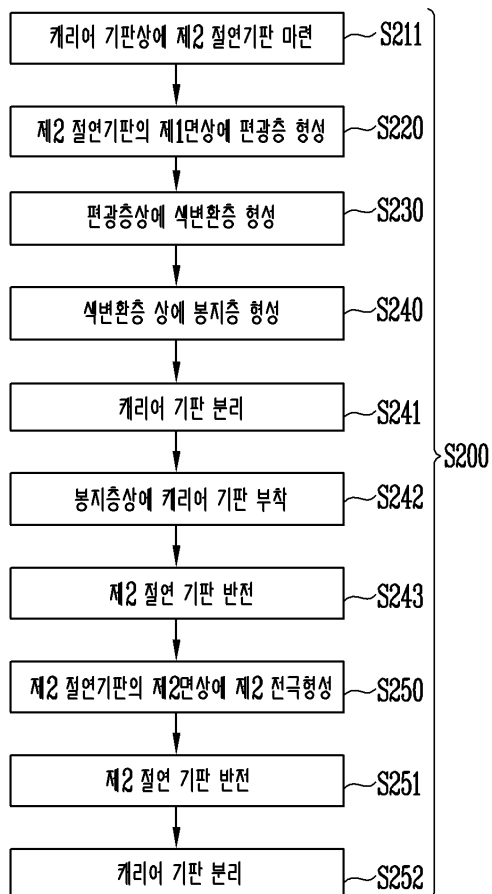 캐리어 기판상에 제2 절연기판 마련 S211
제2 절연기판의 제1면상에 편광층 형성 S220
편광층상에 색변환층 형성 S230
색변환층 상에 봉지층 형성 S240
캐리어 기판 분리 S241
S200
봉지층상에 캐리어 기판 부착 S242
제2 절연 기판 반전 S243
제2 절연기판의 제2면상에 제2 전극형성 S250
제2 절연 기판 반전 S251
캐리어 기판 분리 S252